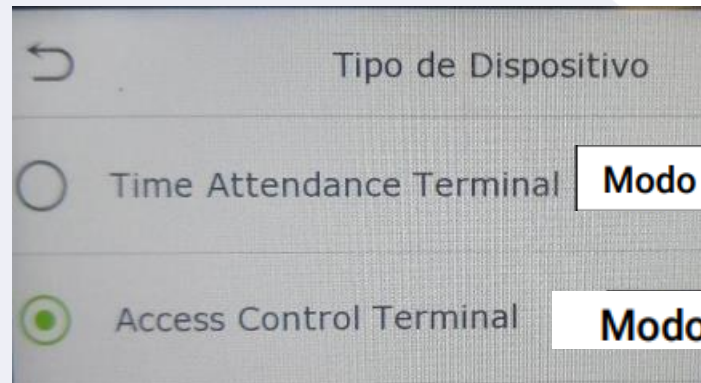 Tipo de Dispositivo
Time Attendance Terminal Modo
Access Control Terminal Modo